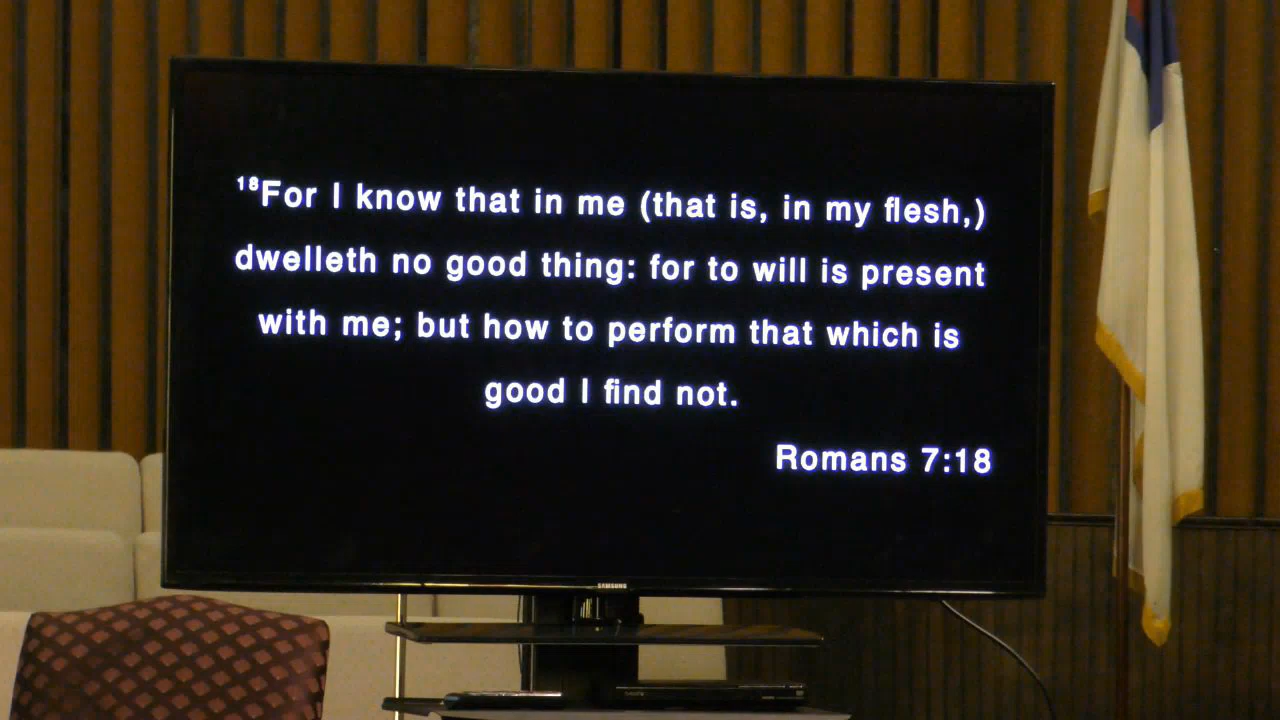 ¹⁸For I know that in me (that is, in my flesh,)
dwelleth no good thing: for to will is present
with me; but how to perform that which is
good I find not.
Romans 7:18
SAMSUNG